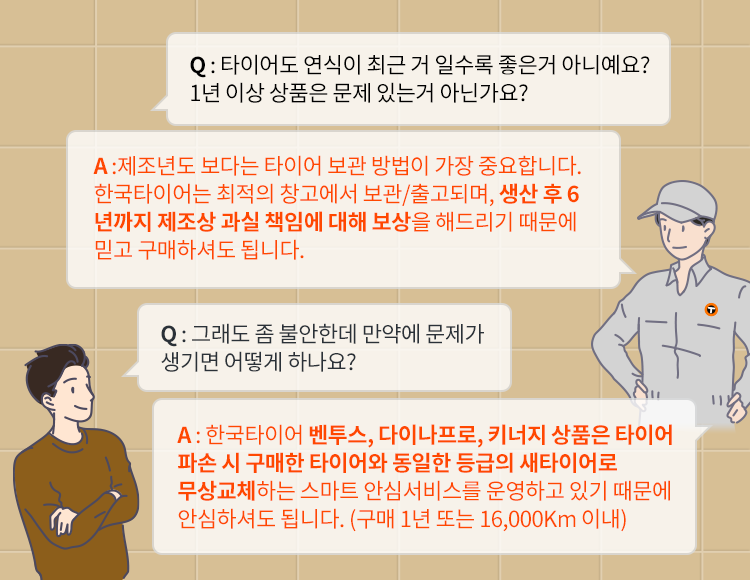 Q : 타이어도 연식이 최근 거 일수록 좋은거 아니예요?
1년 이상 상품은 문제 있는거 아닌가요?
A :제조년도 보다는 타이어 보관 방법이 가장 중요합니다.
한국타이어는 최적의 창고에서 보관/출고되며, 생산 후 6
년까지 제조상 과실 책임에 대해 보상을 해드리기 때문에
믿고 구매하셔도 됩니다.
T
Q : 그래도 좀 불안한데 만약에 문제가
생기면 어떻게 하나요?
A : 한국타이어 벤투스, 다이나프로, 키너지 상품은 타이어
파손 시 구매한 타이어와 동일한 등급의 새타이어로
무상교체하는 스마트 안심서비스를 운영하고 있기 때문에
안심하셔도 됩니다. (구매 1년 또는 16,000Km 이내)